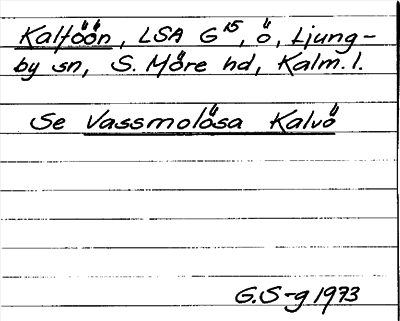 Kalföön, LSA G¹⁵, ö, Ljung-
by sn, S. Möre hd, Kalm. l.
Se Vassmolösa Kalvö
G.S-g 1973